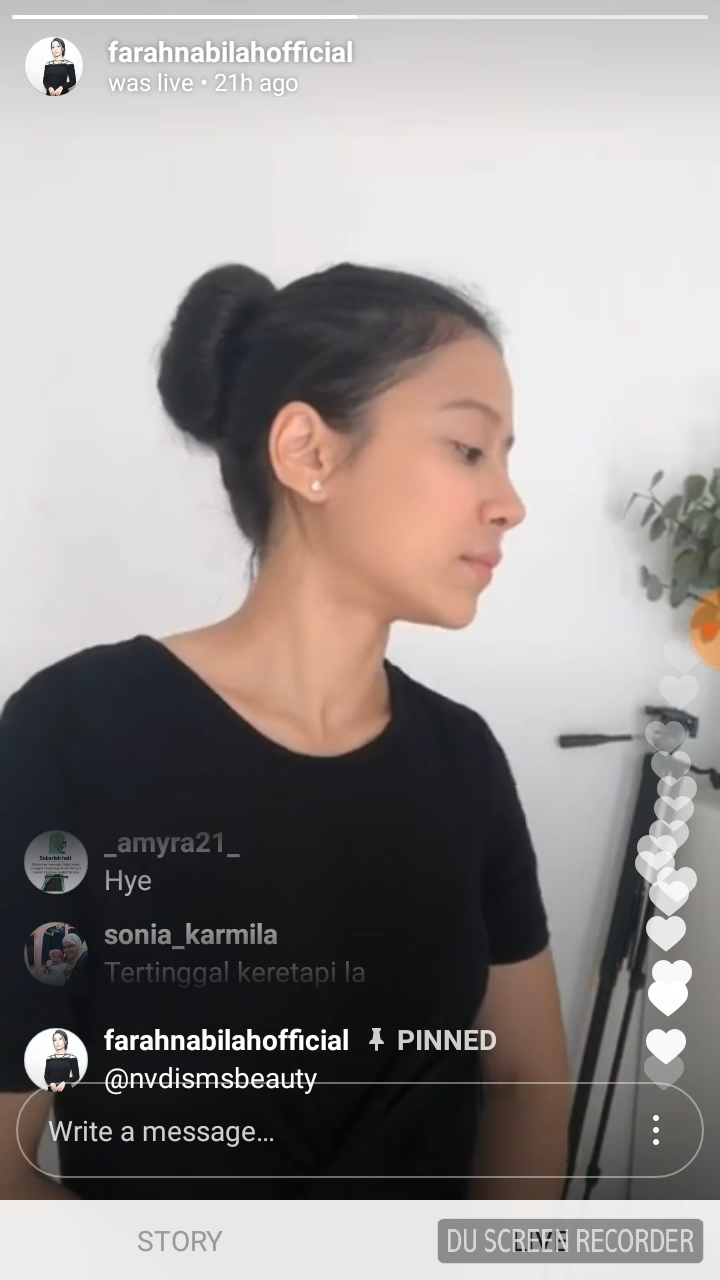 farahnabilahofficial
was live • 21h ago
_amyra21_
Hye
sonia_karmila
Tertinggal keretapi la
farahnabilahofficial PINNED
@nvdismsbeauty
Write a message...
STORY
LIVE
DU SCREEN RECORDER